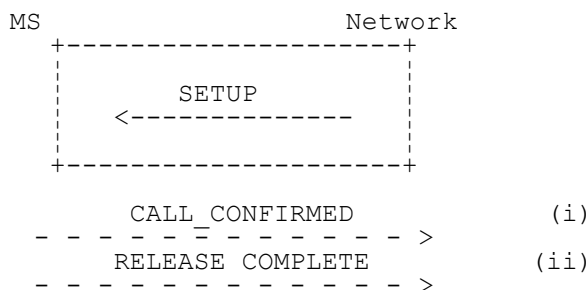 MS Network
SETUP
CALL_CONFIRMED (i)
RELEASE COMPLETE (ii)